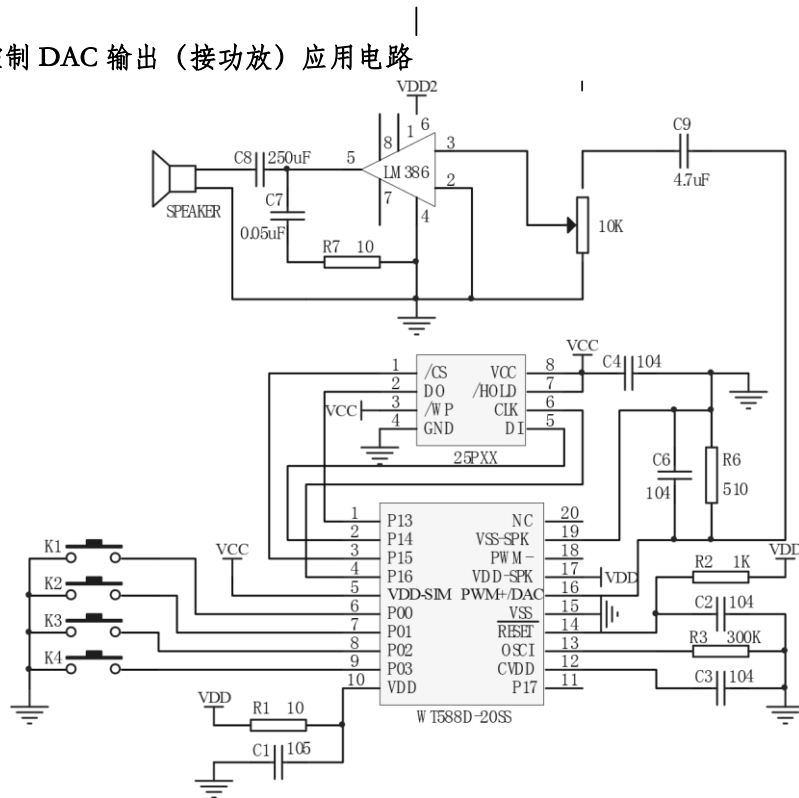 制 DAC 输出（接功放）应用电路
VDD2
6
1
8
3
C9
C8 250uF
5
LM386
2
4.7uF
C7
7
SPEAKER
4
10K
0.05uF
R7 10
VCC
1 /CS VCC 8
C4 104
2 DO /HOLD 7
VCC 3 /WP CLK 6
4 GND DI 5
25PXX
C6
R6
104
510
1 P13 NC 20
2 P14 VSS-SPK 19
3 P15 PWM- 18
4 P16 VDD-SPK 17 VDD
5 VDD-SIM PWM+/DAC 16
6 P00 VSS 15
7 P01 RESET 14
8 P02 OSCI 13
9 P03 CVDD 12
10 VDD P17 11
WT588D-20SS
K1
VCC
K2
K3
K4
R2 1K
VDD
C2 104
R3 300K
C3 104
VDD
R1 10
C1 105